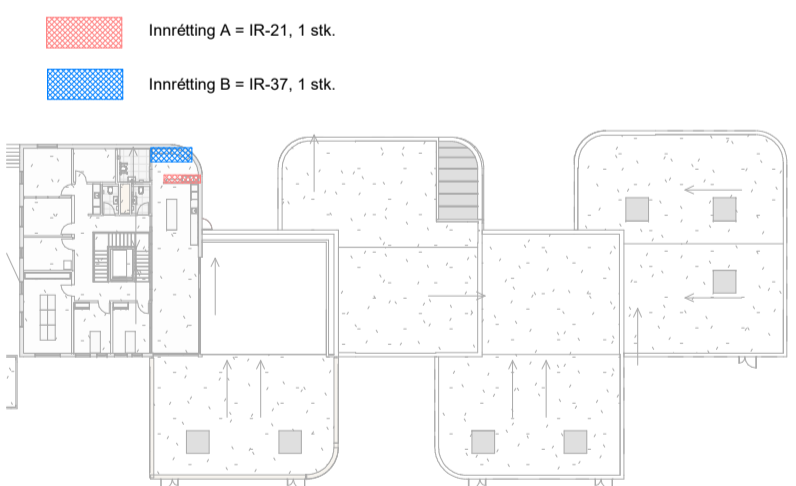 Innrétting A = IR-21, 1 stk.
Innrétting B = IR-37, 1 stk.